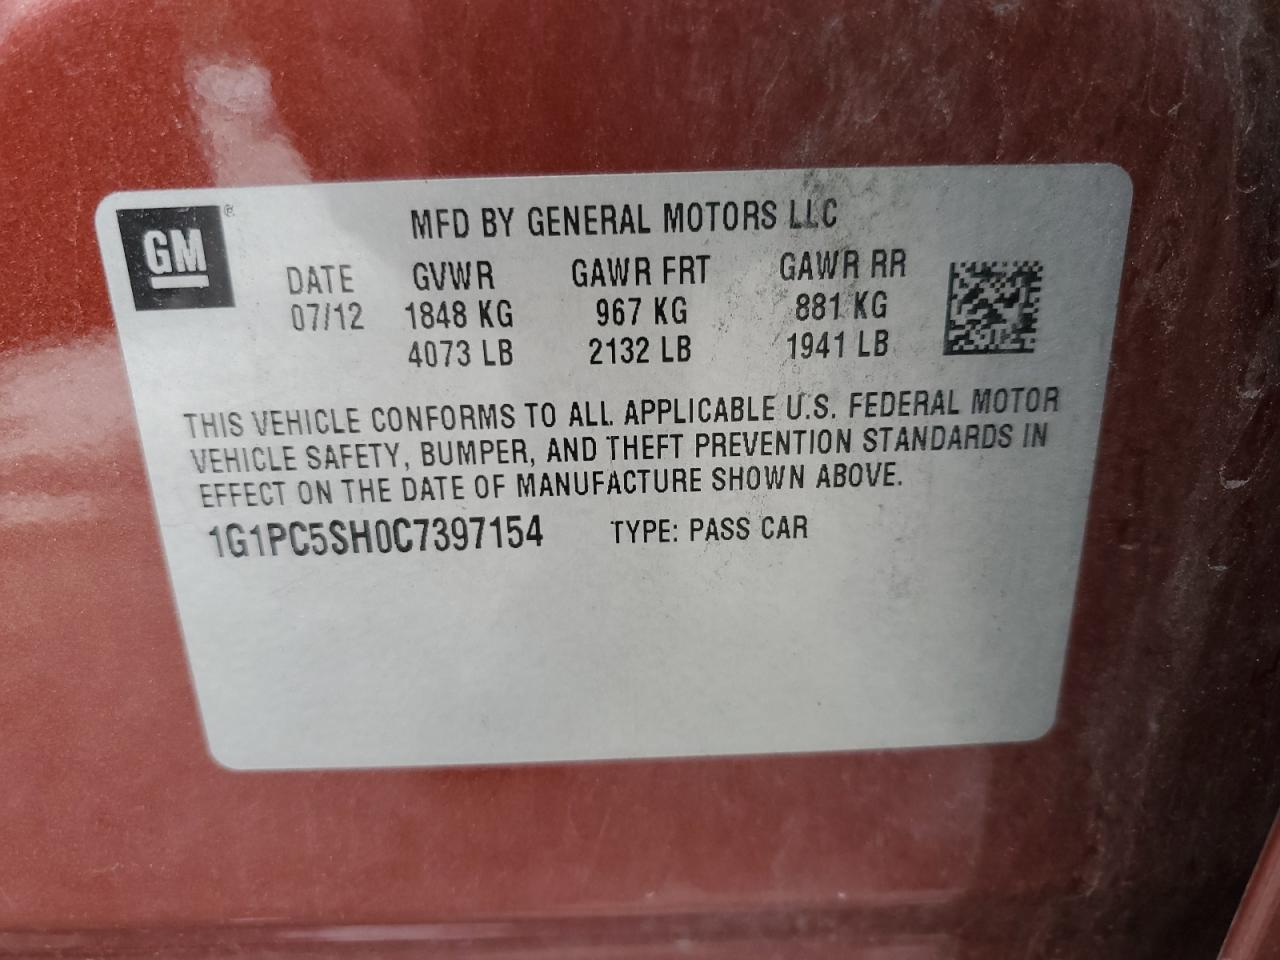 GM ®
MFD BY GENERAL MOTORS LLC
DATE GVWR GAWR FRT GAWR RR
07/12 1848 KG 967 KG 881 KG
4073 LB 2132 LB 1941 LB
THIS VEHICLE CONFORMS TO ALL APPLICABLE U.S. FEDERAL MOTOR
VEHICLE SAFETY, BUMPER, AND THEFT PREVENTION STANDARDS IN
EFFECT ON THE DATE OF MANUFACTURE SHOWN ABOVE.
1G1PC5SH0C7397154 TYPE: PASS CAR